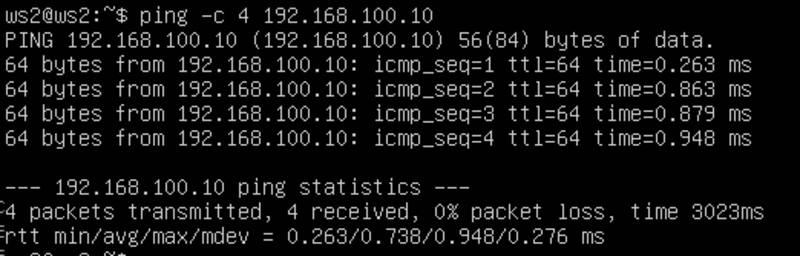 ws2@ws2:~$ ping -c 4 192.168.100.10
PING 192.168.100.10 (192.168.100.10) 56(84) bytes of data.
64 bytes from 192.168.100.10: icmp_seq=1 ttl=64 time=0.263 ms
64 bytes from 192.168.100.10: icmp_seq=2 ttl=64 time=0.863 ms
64 bytes from 192.168.100.10: icmp_seq=3 ttl=64 time=0.879 ms
64 bytes from 192.168.100.10: icmp_seq=4 ttl=64 time=0.948 ms
--- 192.168.100.10 ping statistics ---
4 packets transmitted, 4 received, 0% packet loss, time 3023ms
rtt min/avg/max/mdev = 0.263/0.738/0.948/0.276 ms